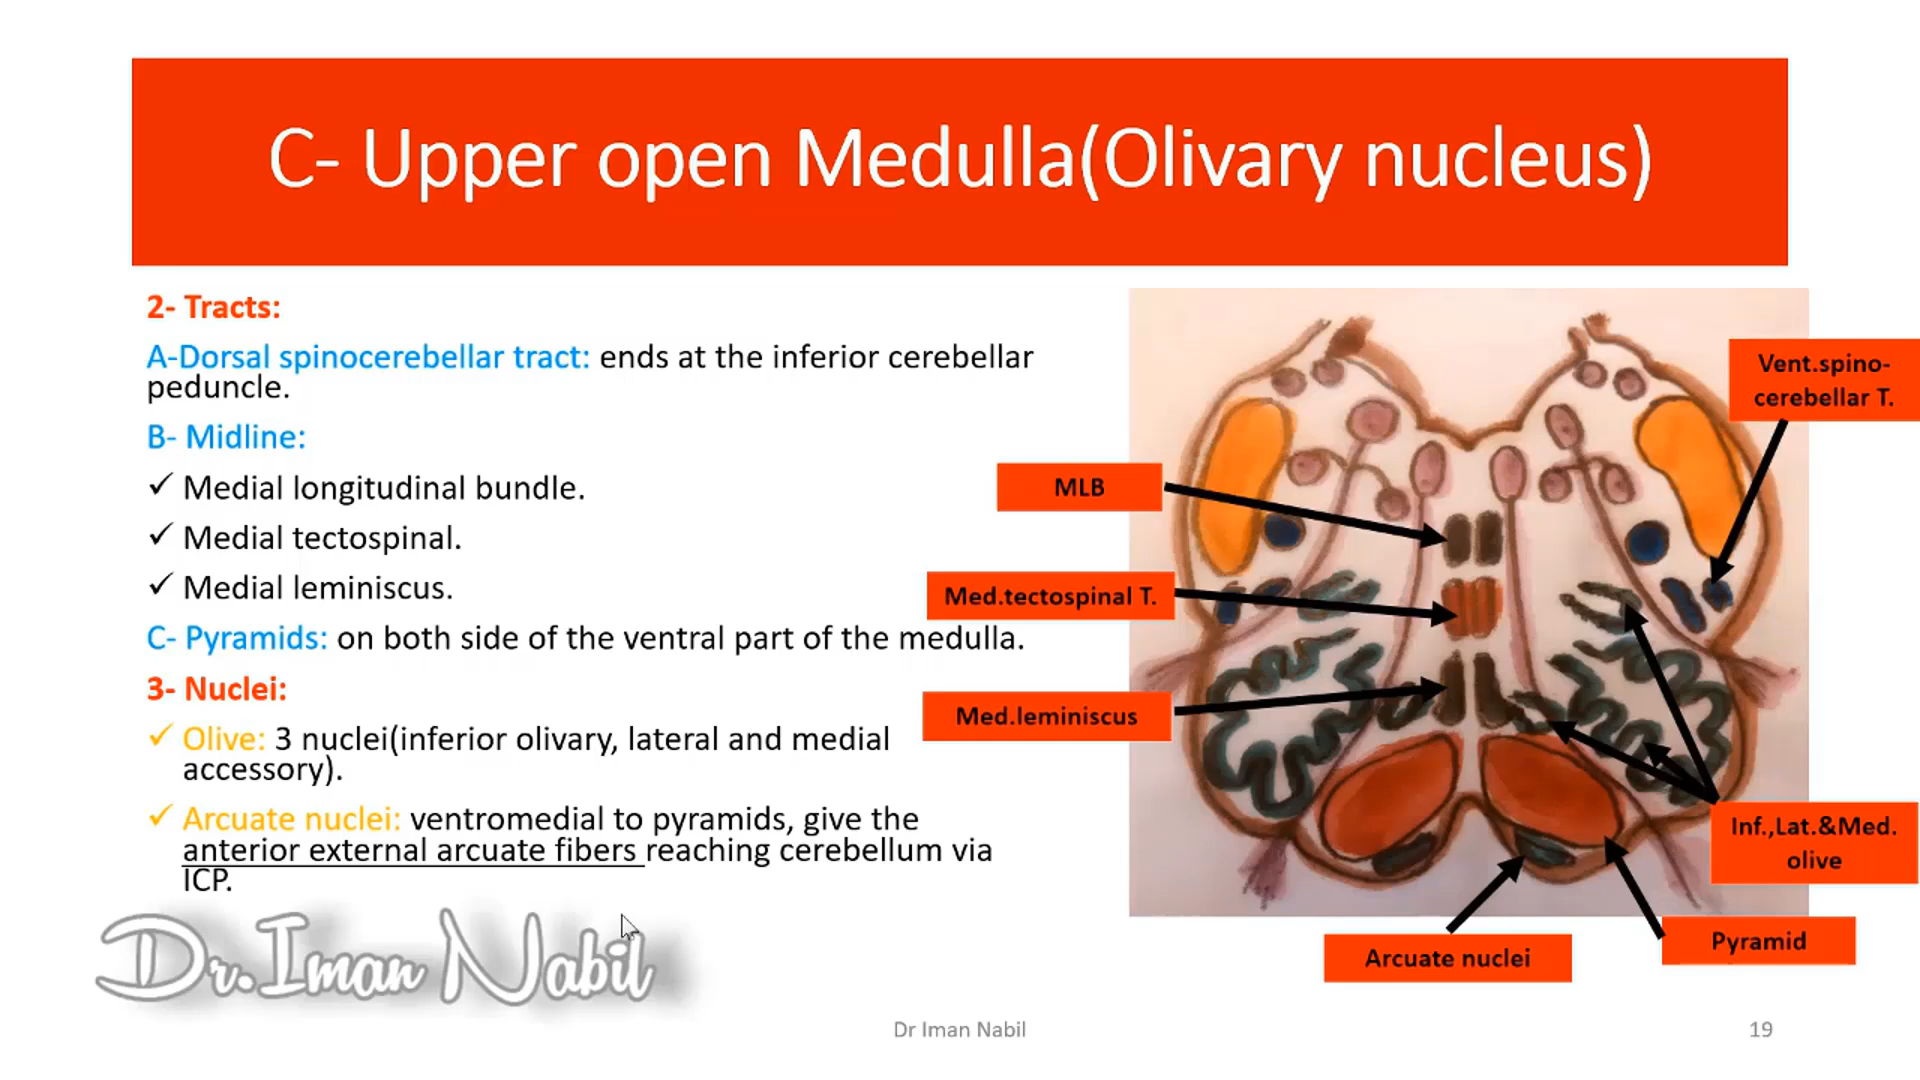 C- Upper open Medulla(Olivary nucleus)
2- Tracts:
A-Dorsal spinocerebellar tract: ends at the inferior cerebellar
peduncle.
B- Midline:
✓ Medial longitudinal bundle.
✓ Medial tectospinal.
✓ Medial leminiscus.
C- Pyramids: on both side of the ventral part of the medulla.
3- Nuclei:
✓ Olive: 3 nuclei(inferior olivary, lateral and medial
accessory).
✓ Arcuate nuclei: ventromedial to pyramids, give the
anterior external arcuate fibers reaching cerebellum via
ICP.
Vent.spino-
cerebellar T.
MLB
Med.tectospinal T.
Med.leminiscus
Inf.,Lat.&Med.
olive
Pyramid
Arcuate nuclei
Dr.Iman Nabil
Dr Iman Nabil
19